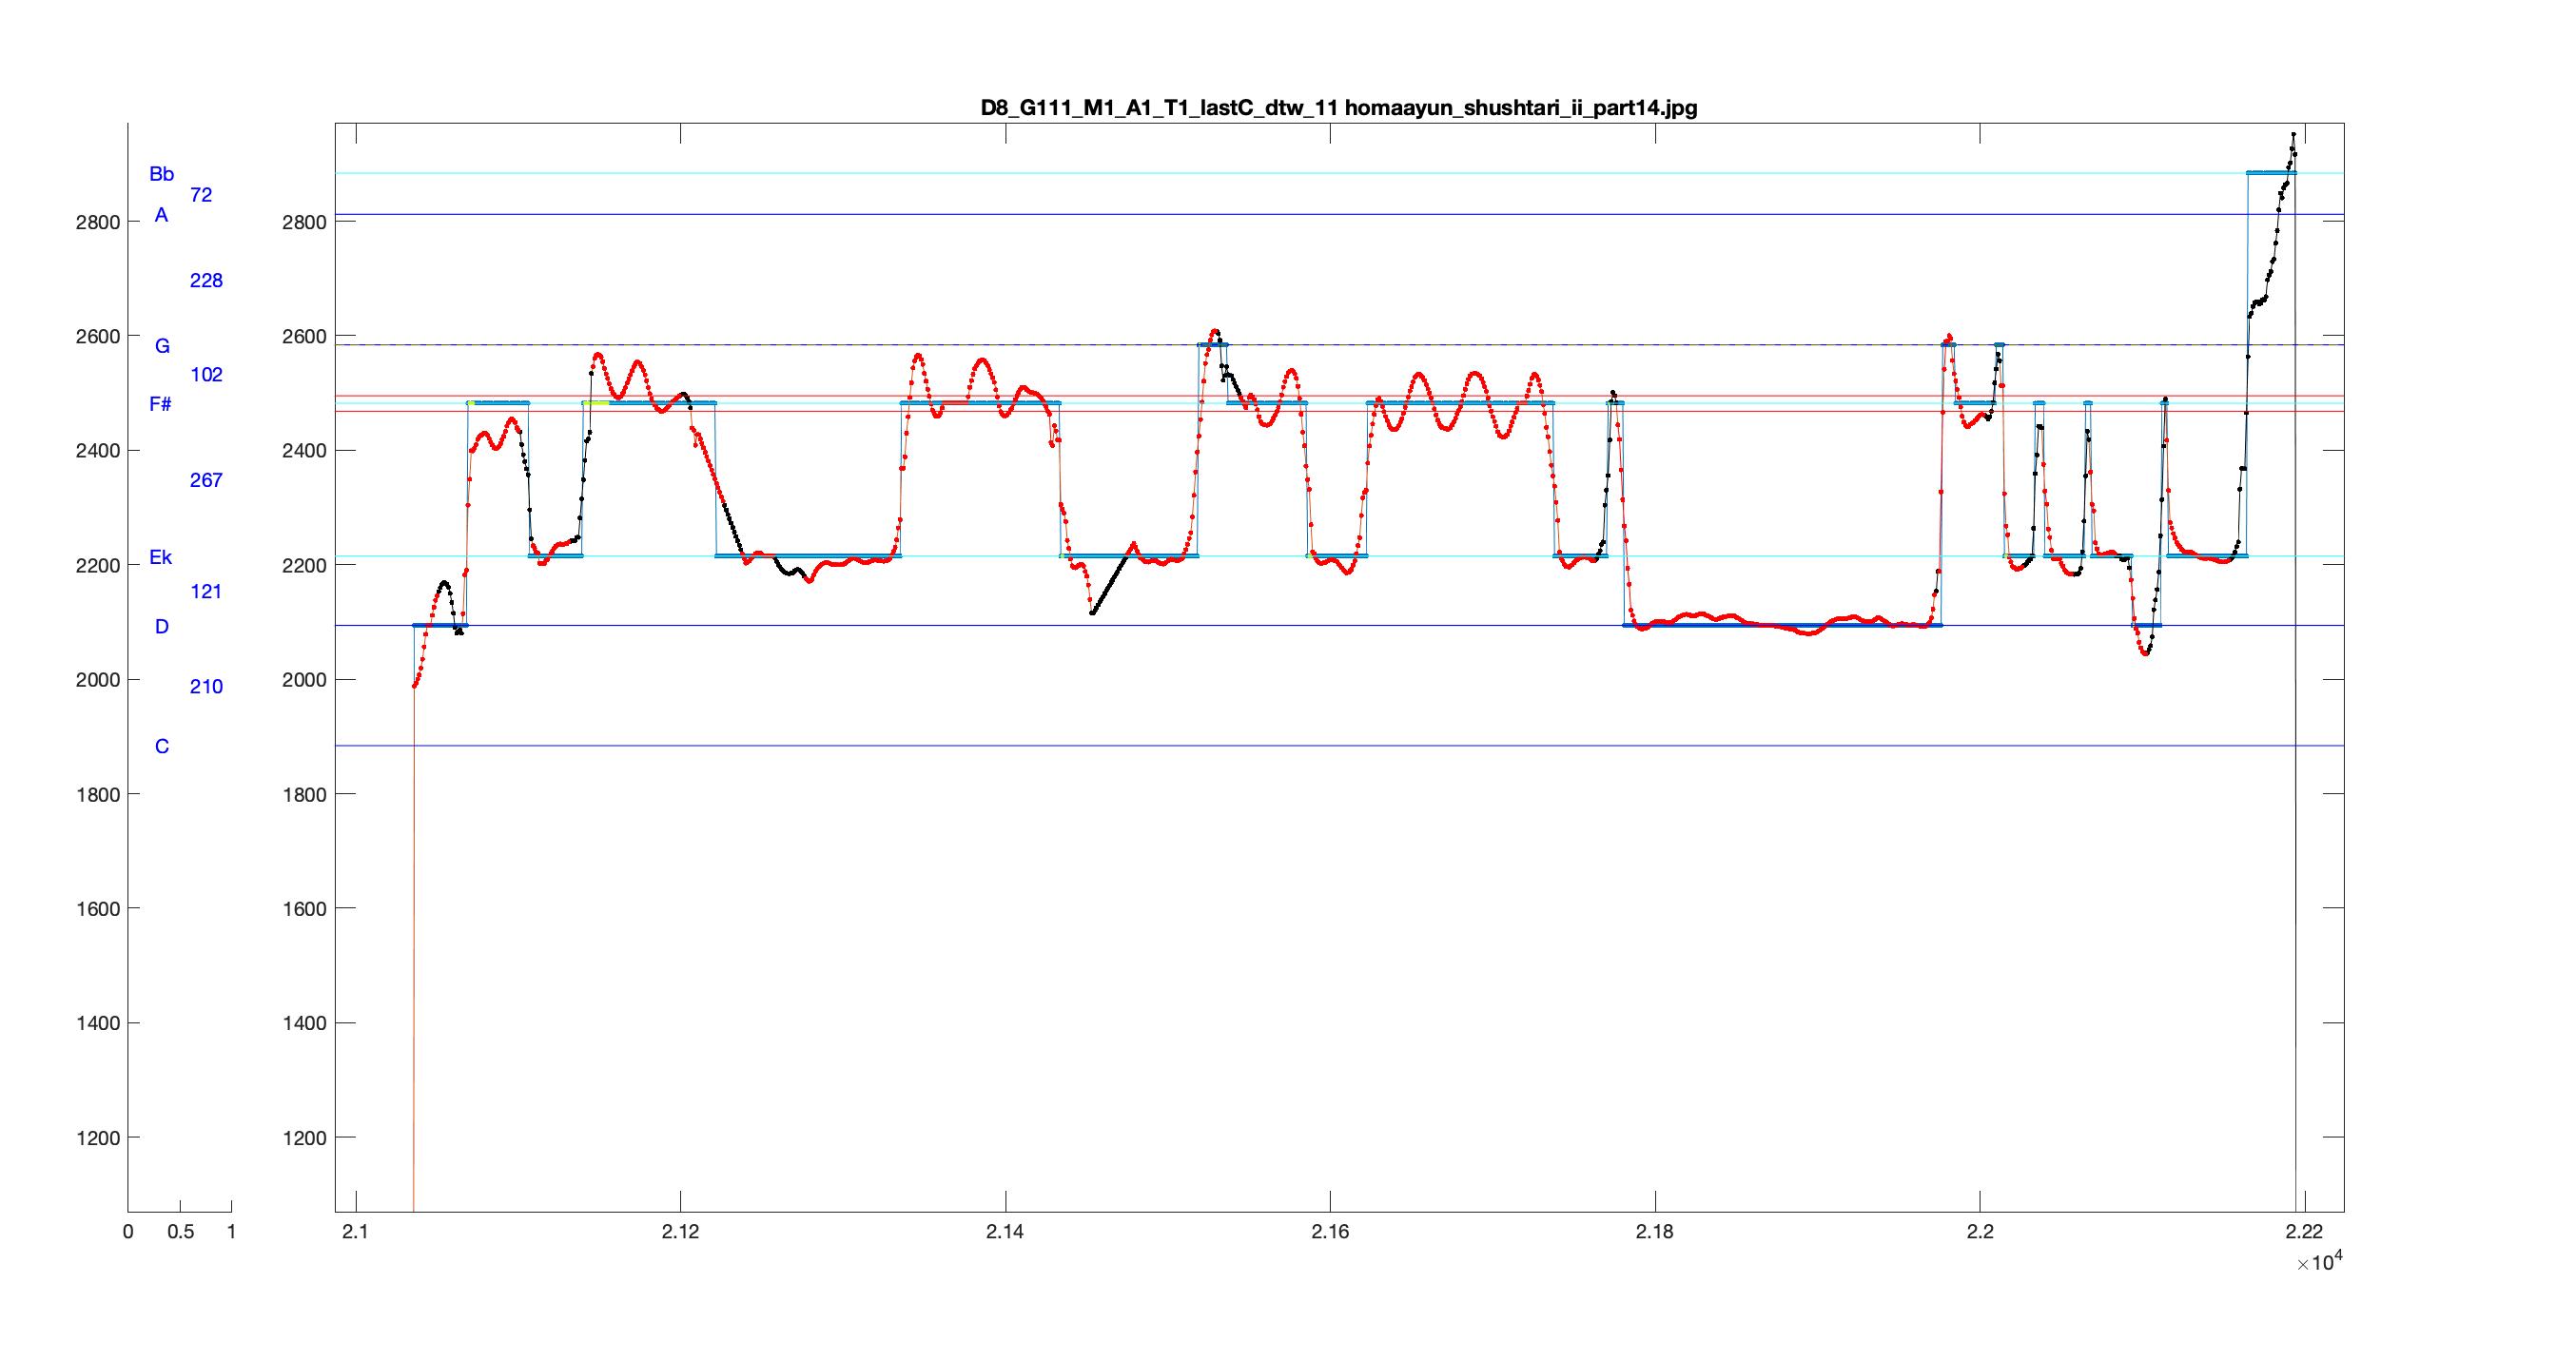 D8_G111_M1_A1_T1_lastC_dtw_11 homaayun_shushtari_ii_part14.jpg
Bb
72
2800 A 2800
228
2600 2600
G
102
F#
2400 2400
267
Ek
2200 2200
121
D
2000 210 2000
C
1800 1800
1600 1600
1400 1400
1200 1200
0 0.5 1 2.1 2.12 2.14 2.16 2.18 2.2 2.22
×10^4